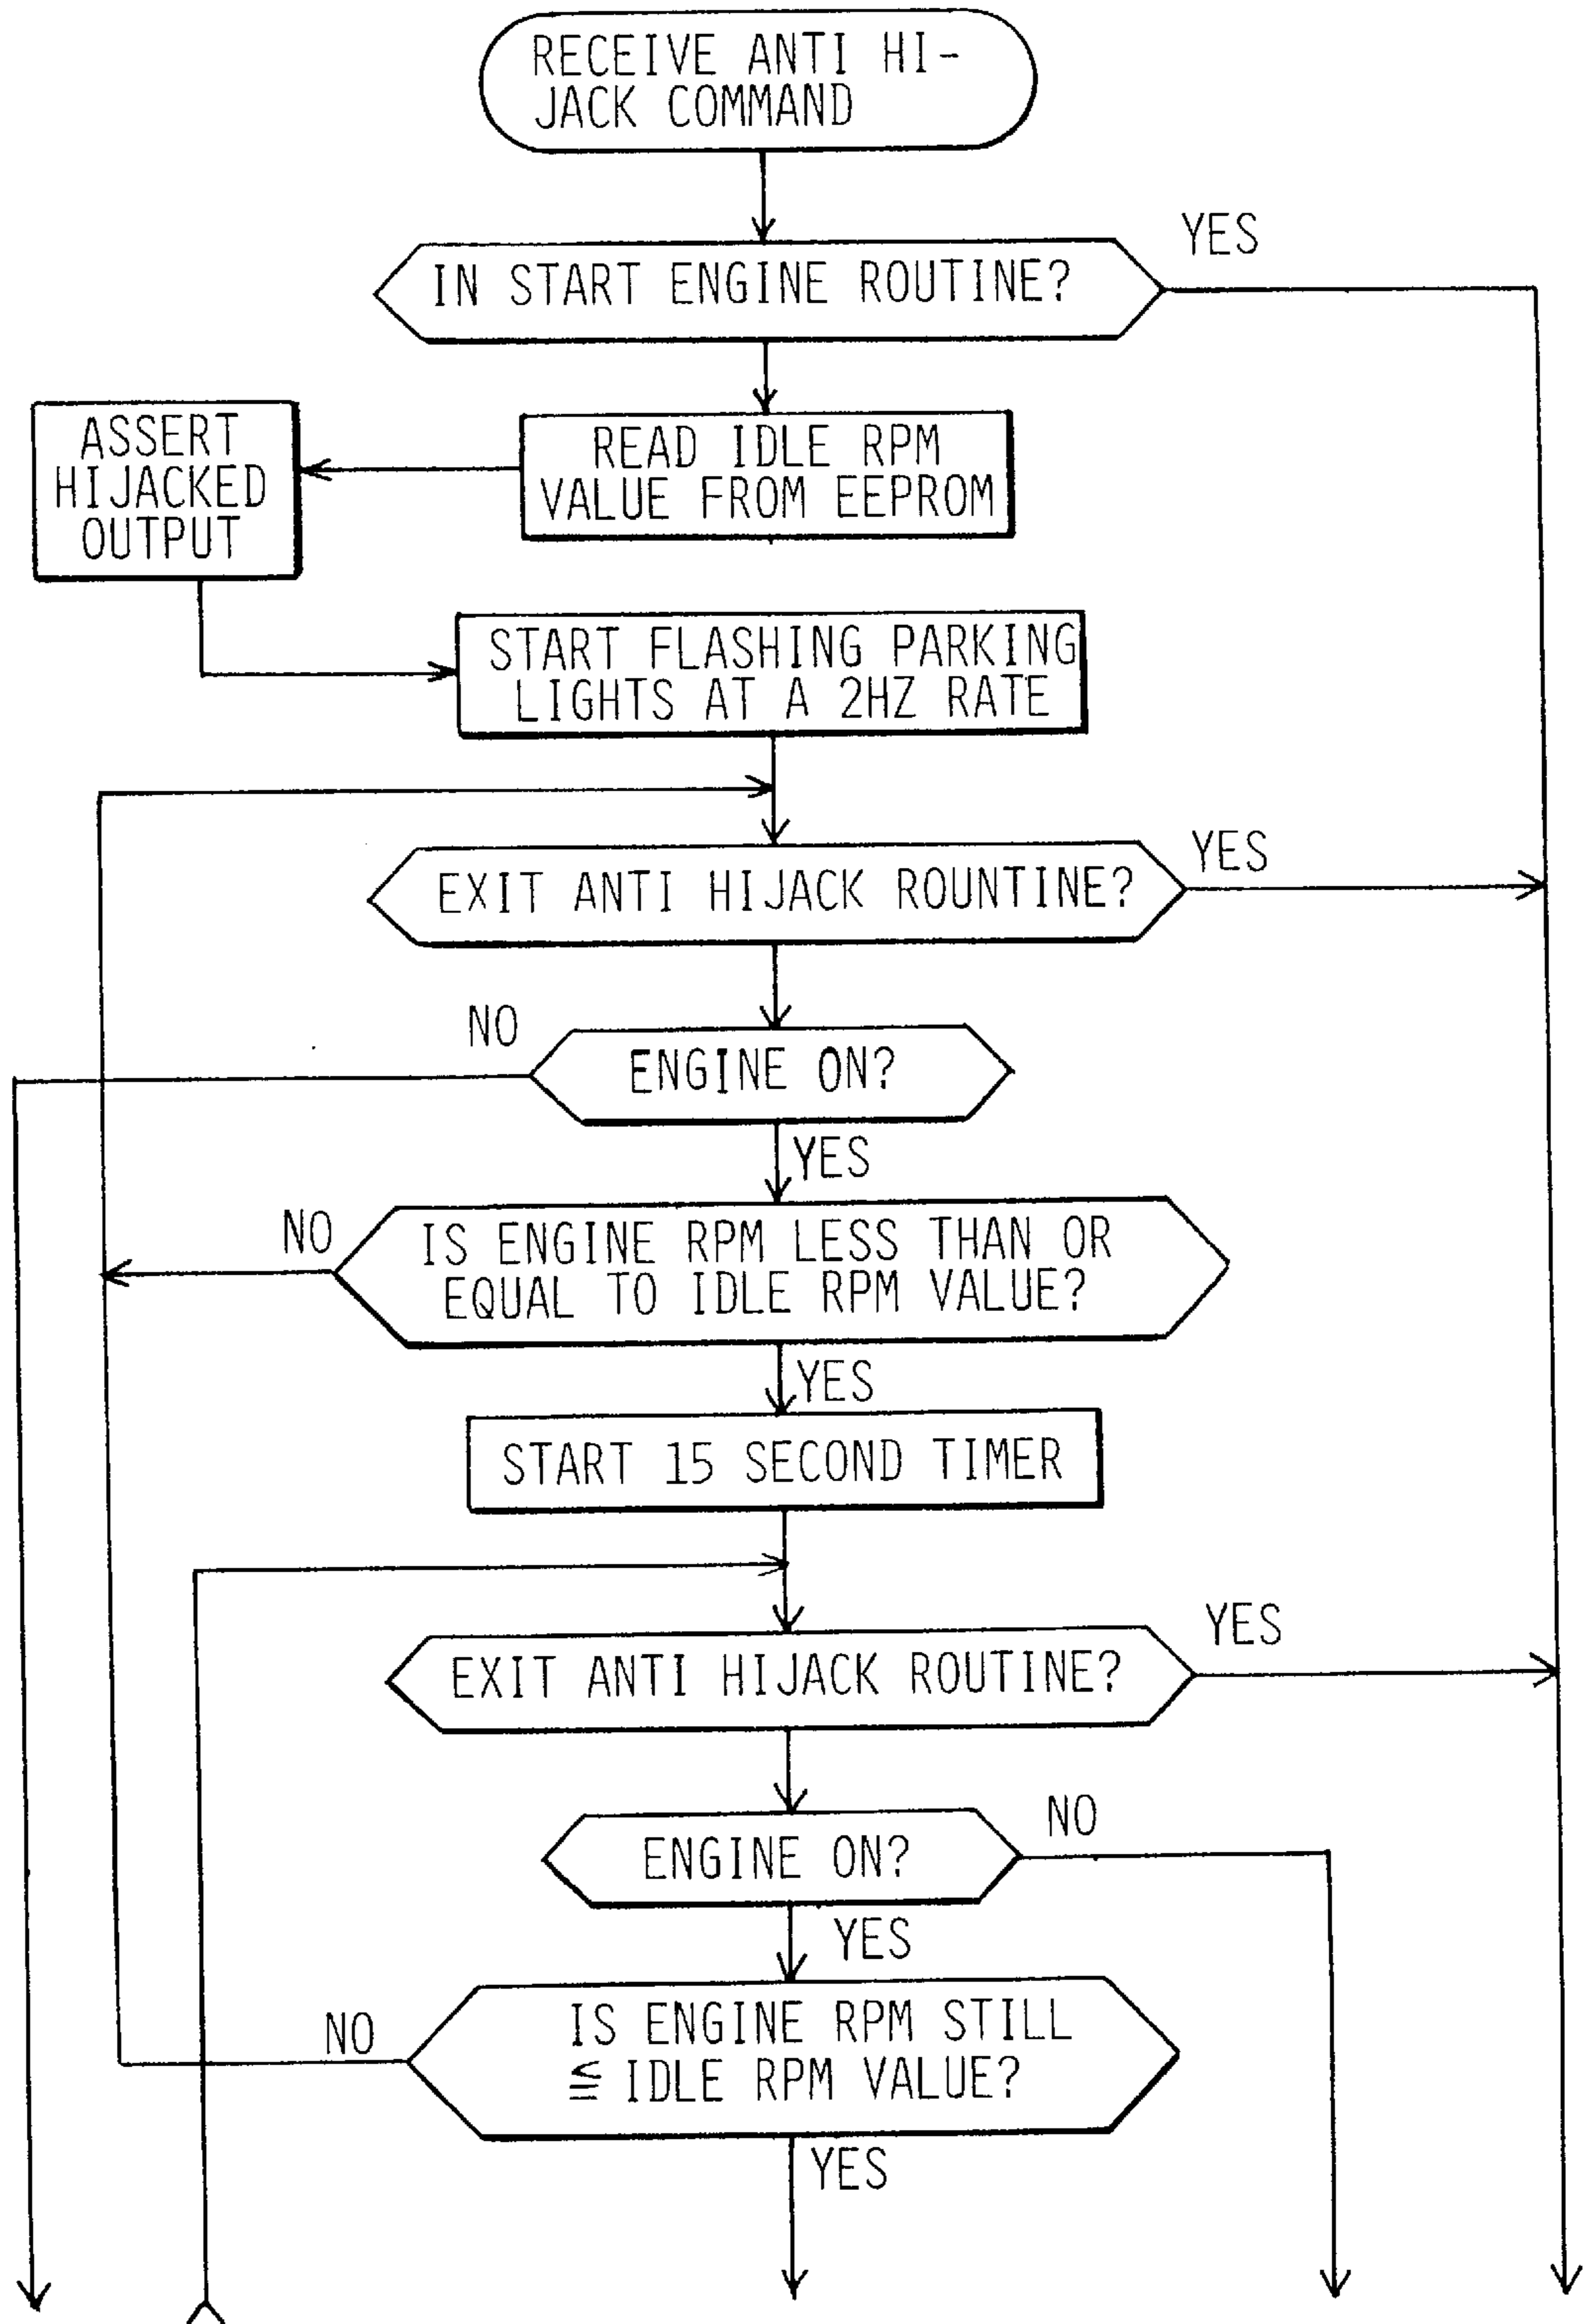 RECEIVE ANTI HI-
JACK COMMAND
YES
IN START ENGINE ROUTINE?
ASSERT
HIJACKED
OUTPUT
READ IDLE RPM
VALUE FROM EEPROM
START FLASHING PARKING
LIGHTS AT A 2HZ RATE
YES
EXIT ANTI HIJACK ROUNTINE?
NO
ENGINE ON?
YES
NO
IS ENGINE RPM LESS THAN OR
EQUAL TO IDLE RPM VALUE?
YES
START 15 SECOND TIMER
YES
EXIT ANTI HIJACK ROUTINE?
NO
ENGINE ON?
YES
NO
IS ENGINE RPM STILL
≦ IDLE RPM VALUE?
YES